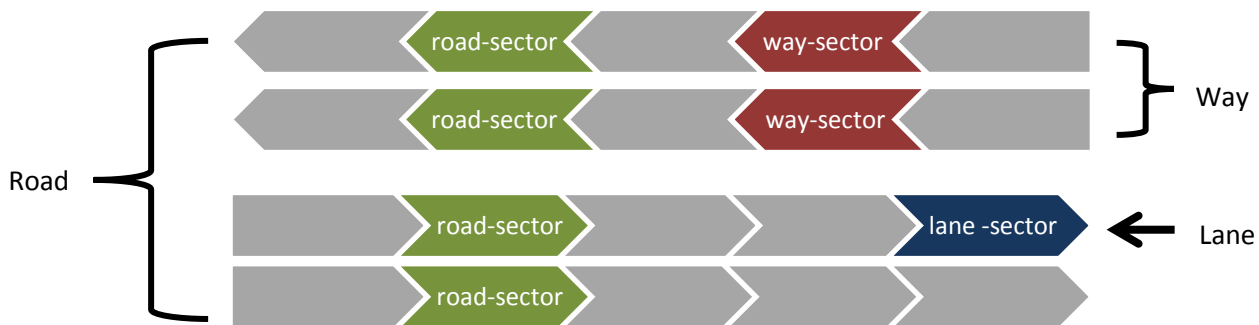 road-sector way-sector
Way
road-sector way-sector
Road
road-sector lane -sector
Lane
road-sector